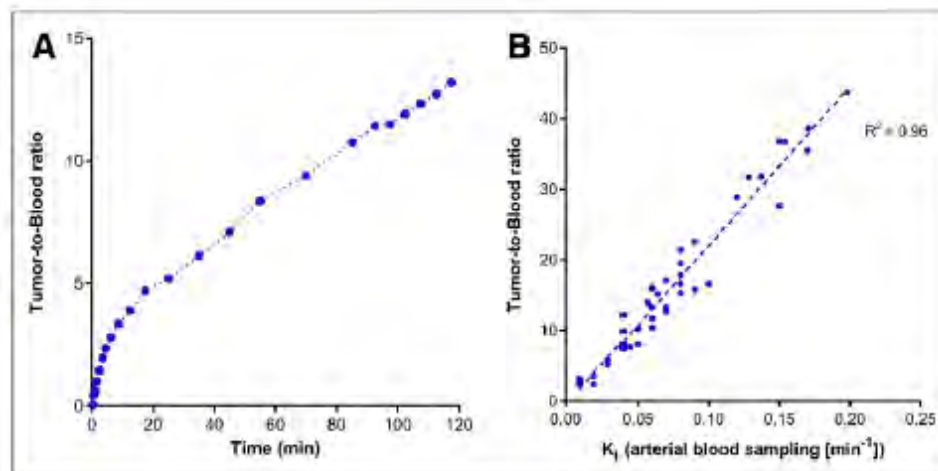 A
15
10
5
0
Tumor-to-Blood ratio
0 20 40 60 80 100 120
Time (min)
B
50
40
30
20
10
0
Tumor-to-Blood ratio
R² = 0.96
0.00 0.05 0.10 0.15 0.20 0.25
Kᵢ (arterial blood sampling [min⁻¹])